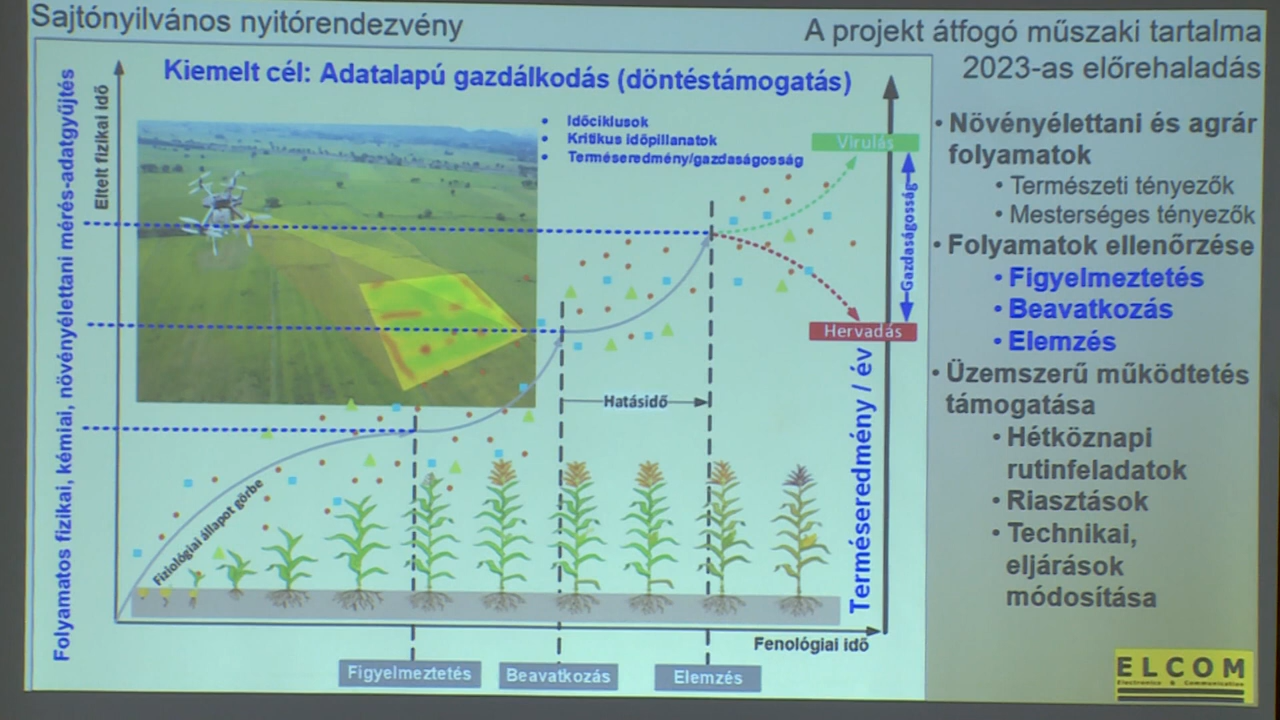 Sajtónyilvános nyitórendezvény
A projekt átfogó műszaki tartalma
2023-as előrehaladás
Kiemelt cél: Adatalapú gazdálkodás (döntéstámogatás)
Folyamatos fizikai, kémiai, növényélettani mérés-adatgyűjtés
Eltelt fizikai idő
• Időciklusok
• Kritikus időpillanatok
• Terméseredmény/gazdaságosság
Virulás
Gazdaságosság
Hervadás
Hatásidő
Fiziológiai állapot görbe
Terméseredmény / év
Fenológiai idő
Figyelmeztetés
Beavatkozás
Elemzés
• Növényélettani és agrár
folyamatok
• Természeti tényezők
• Mesterséges tényezők
• Folyamatok ellenőrzése
• Figyelmeztetés
• Beavatkozás
• Elemzés
• Üzemszerű működtetés
támogatása
• Hétköznapi
rutinfeladatok
• Riasztások
• Technikai,
eljárások
módosítása
ELCOM
Electronics & Communication